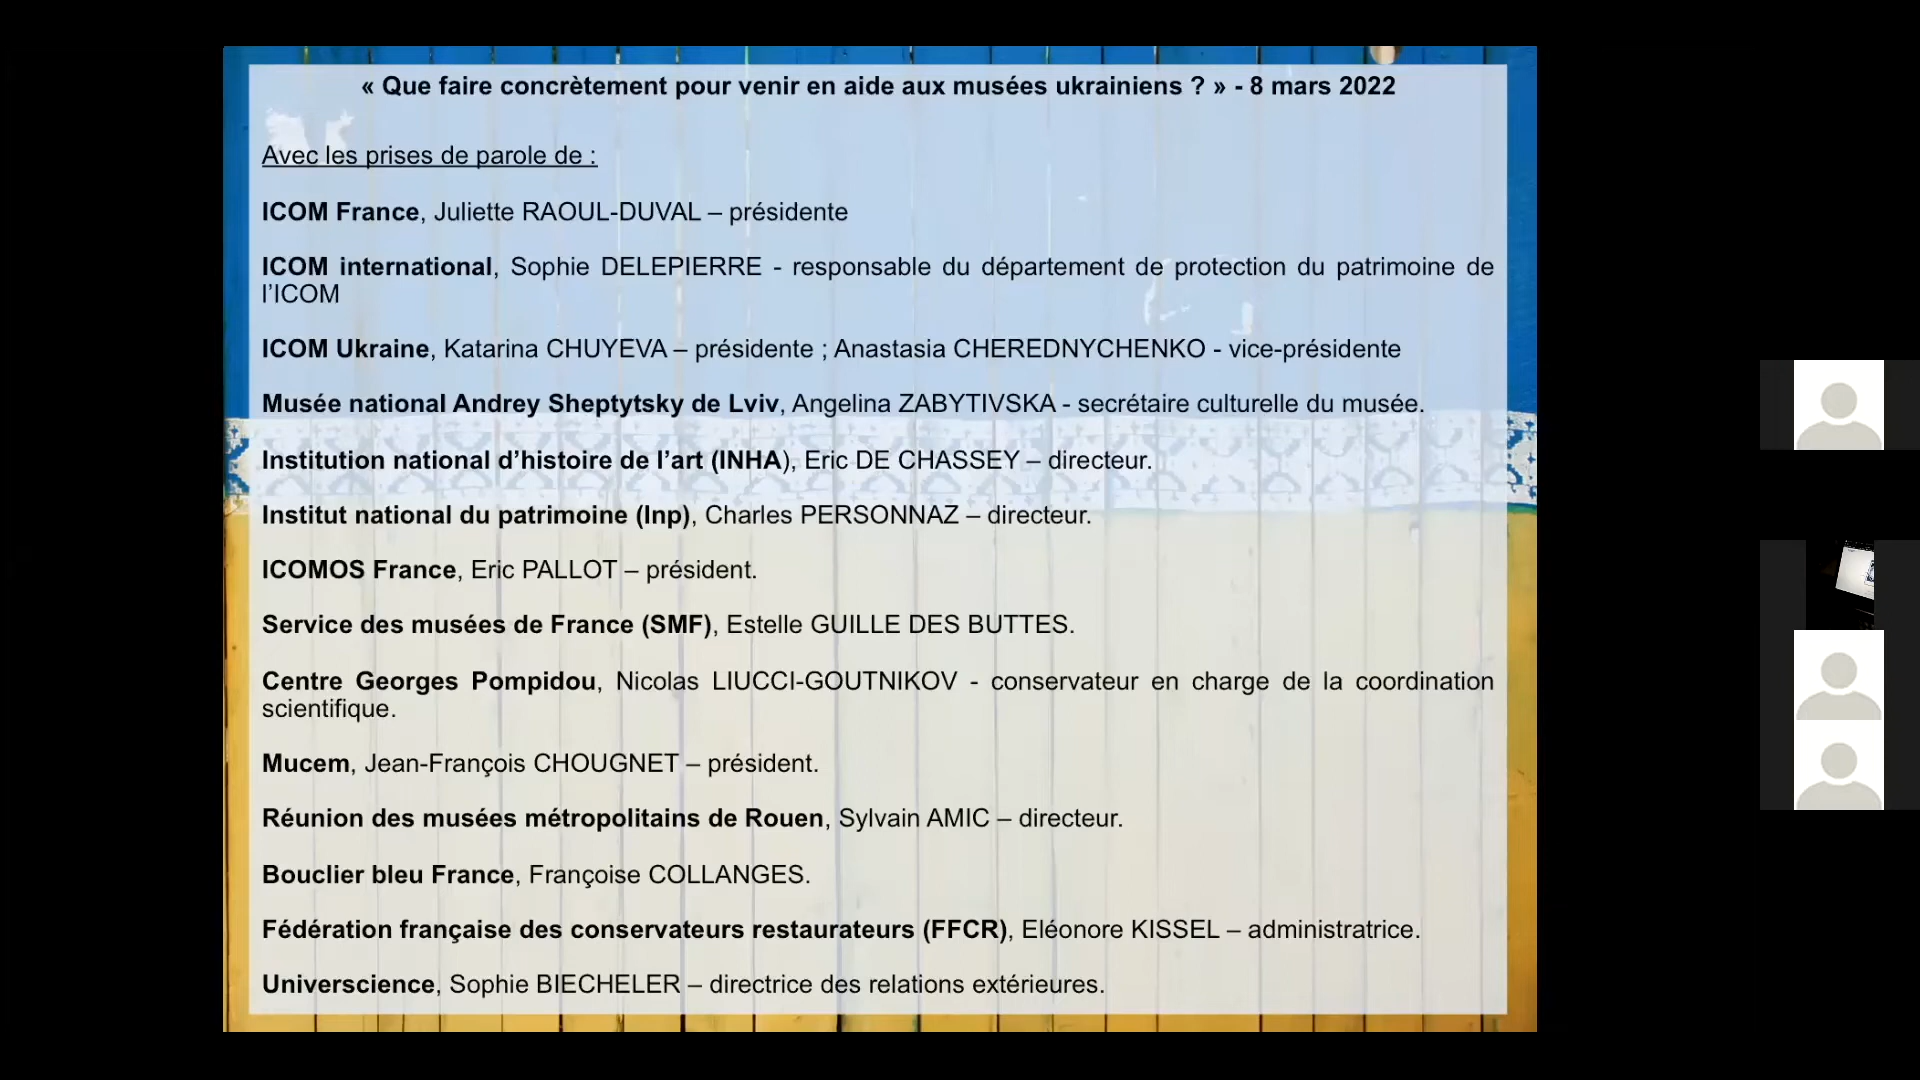 « Que faire concrètement pour venir en aide aux musées ukrainiens ? » - 8 mars 2022
Avec les prises de parole de :
ICOM France, Juliette RAOUL-DUVAL – présidente
ICOM international, Sophie DELEPIERRE - responsable du département de protection du patrimoine de
l’ICOM
ICOM Ukraine, Katarina CHUYEVA – présidente ; Anastasia CHEREDNYCHENKO - vice-présidente
Musée national Andrey Sheptytsky de Lviv, Angelina ZABYTIVSKA - secrétaire culturelle du musée.
Institution national d’histoire de l’art (INHA), Eric DE CHASSEY – directeur.
Institut national du patrimoine (Inp), Charles PERSONNAZ – directeur.
ICOMOS France, Eric PALLOT – président.
Service des musées de France (SMF), Estelle GUILLE DES BUTTES.
Centre Georges Pompidou, Nicolas LIUCCI-GOUTNIKOV - conservateur en charge de la coordination
scientifique.
Mucem, Jean-François CHOUGNET – président.
Réunion des musées métropolitains de Rouen, Sylvain AMIC – directeur.
Bouclier bleu France, Françoise COLLANGES.
Fédération française des conservateurs restaurateurs (FFCR), Eléonore KISSEL – administratrice.
Universcience, Sophie BIECHELER – directrice des relations extérieures.